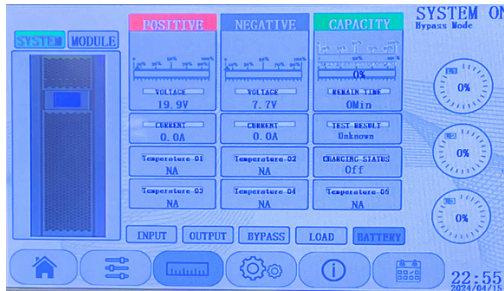 SYSTEM ON
Bypass Mode
SYSTEM MODULE
POSITIVE NEGATIVE CAPACITY
0%
VOLTAGE VOLTAGE REMAIN TIME
19.9V 7.7V 0Min
CURRENT CURRENT TEST RESULT
0.0A 0.0A Unknown
Temperature 01 Temperature 02 CHARGING STATUS
NA NA Off
Temperature 03 Temperature 04 Temperature 05
NA NA NA
0%
0%
0%
INPUT OUTPUT BYPASS LOAD BATTERY
22:55
2024/04/15